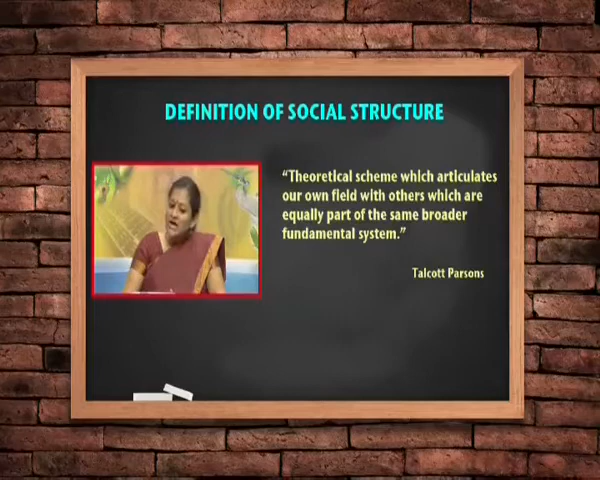 DEFINITION OF SOCIAL STRUCTURE
“Theoretical scheme which articulates
our own field with others which are
equally part of the same broader
fundamental system.”
Talcott Parsons